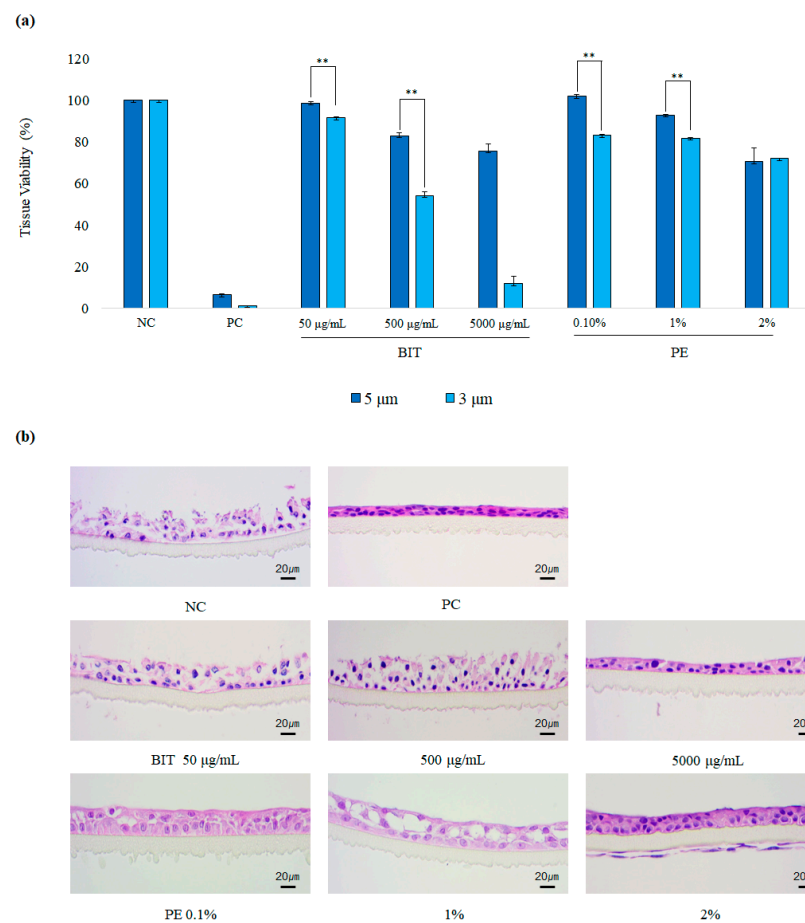 (a)
120
100
80
60
40
20
0
Tissue Viability (%)
** ** ** **
NC PC 50 μg/mL 500 μg/mL 5000 μg/mL 0.10% 1% 2%
BIT PE
5 μm 3 μm
(b)
20μm 20μm
NC PC
20μm 20μm 20μm
BIT 50 μg/mL 500 μg/mL 5000 μg/mL
20μm 20μm 20μm
PE 0.1% 1% 2%